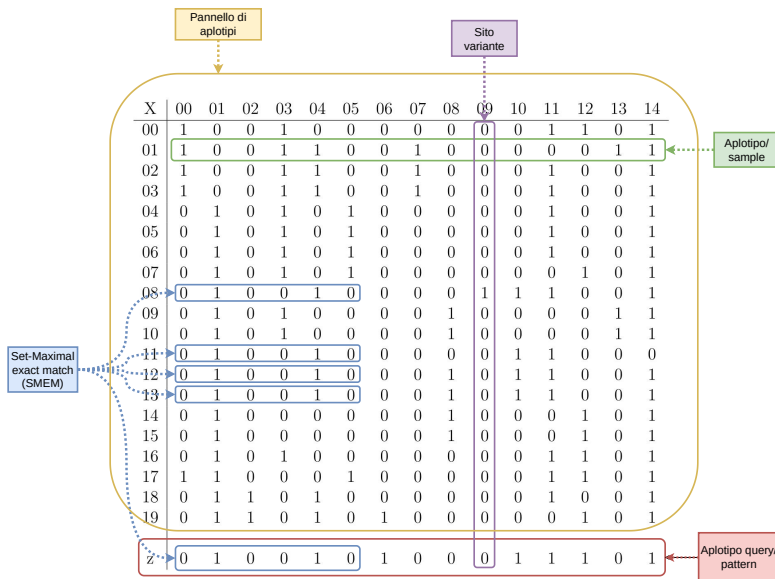 Pannello di
aplotipi
Sito
variante
X 00 01 02 03 04 05 06 07 08 09 10 11 12 13 14
00 1 0 0 1 0 0 0 0 0 0 0 1 1 0 1
01 1 0 0 1 1 0 0 1 0 0 0 0 0 1 1
02 1 0 0 1 1 0 0 1 0 0 0 1 0 0 1
03 1 0 0 1 1 0 0 1 0 0 0 1 0 0 1
04 0 1 0 1 0 1 0 0 0 0 0 1 0 0 1
05 0 1 0 1 0 1 0 0 0 0 0 1 0 0 1
06 0 1 0 1 0 1 0 0 0 0 0 1 0 0 1
07 0 1 0 1 0 1 0 0 0 0 0 0 1 0 1
08 0 1 0 0 1 0 0 0 0 1 1 1 0 0 1
09 0 1 0 1 0 0 0 0 1 0 0 0 0 1 1
10 0 1 0 1 0 0 0 0 1 0 0 0 0 1 1
11 0 1 0 0 1 0 0 0 0 0 1 1 0 0 0
12 0 1 0 0 1 0 0 0 1 0 1 1 0 0 1
13 0 1 0 0 1 0 0 0 1 0 1 1 0 0 1
14 0 1 0 0 0 0 0 0 1 0 0 0 1 0 1
15 0 1 0 0 0 0 0 0 1 0 0 0 1 0 1
16 0 1 0 1 0 0 0 0 0 0 0 1 1 0 1
17 1 1 0 0 0 1 0 0 0 0 0 1 1 0 1
18 0 1 1 0 1 0 0 0 0 0 0 1 0 0 1
19 0 1 1 0 1 0 1 0 0 0 0 0 1 0 1
z 0 1 0 0 1 0 1 0 0 0 1 1 1 0 1
Aplotipo/
sample
Set-Maximal
exact match
(SMEM)
Aplotipo query/
pattern